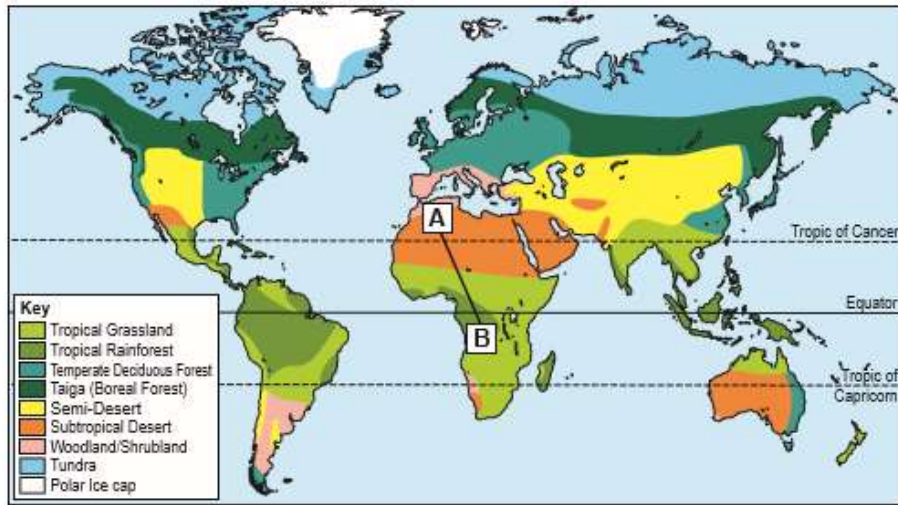 A
Tropic of Cancer
Equator
B
Tropic of
Capricorn
Key
Tropical Grassland
Tropical Rainforest
Temperate Deciduous Forest
Taiga (Boreal Forest)
Semi-Desert
Subtropical Desert
Woodland/Shrubland
Tundra
Polar Ice cap